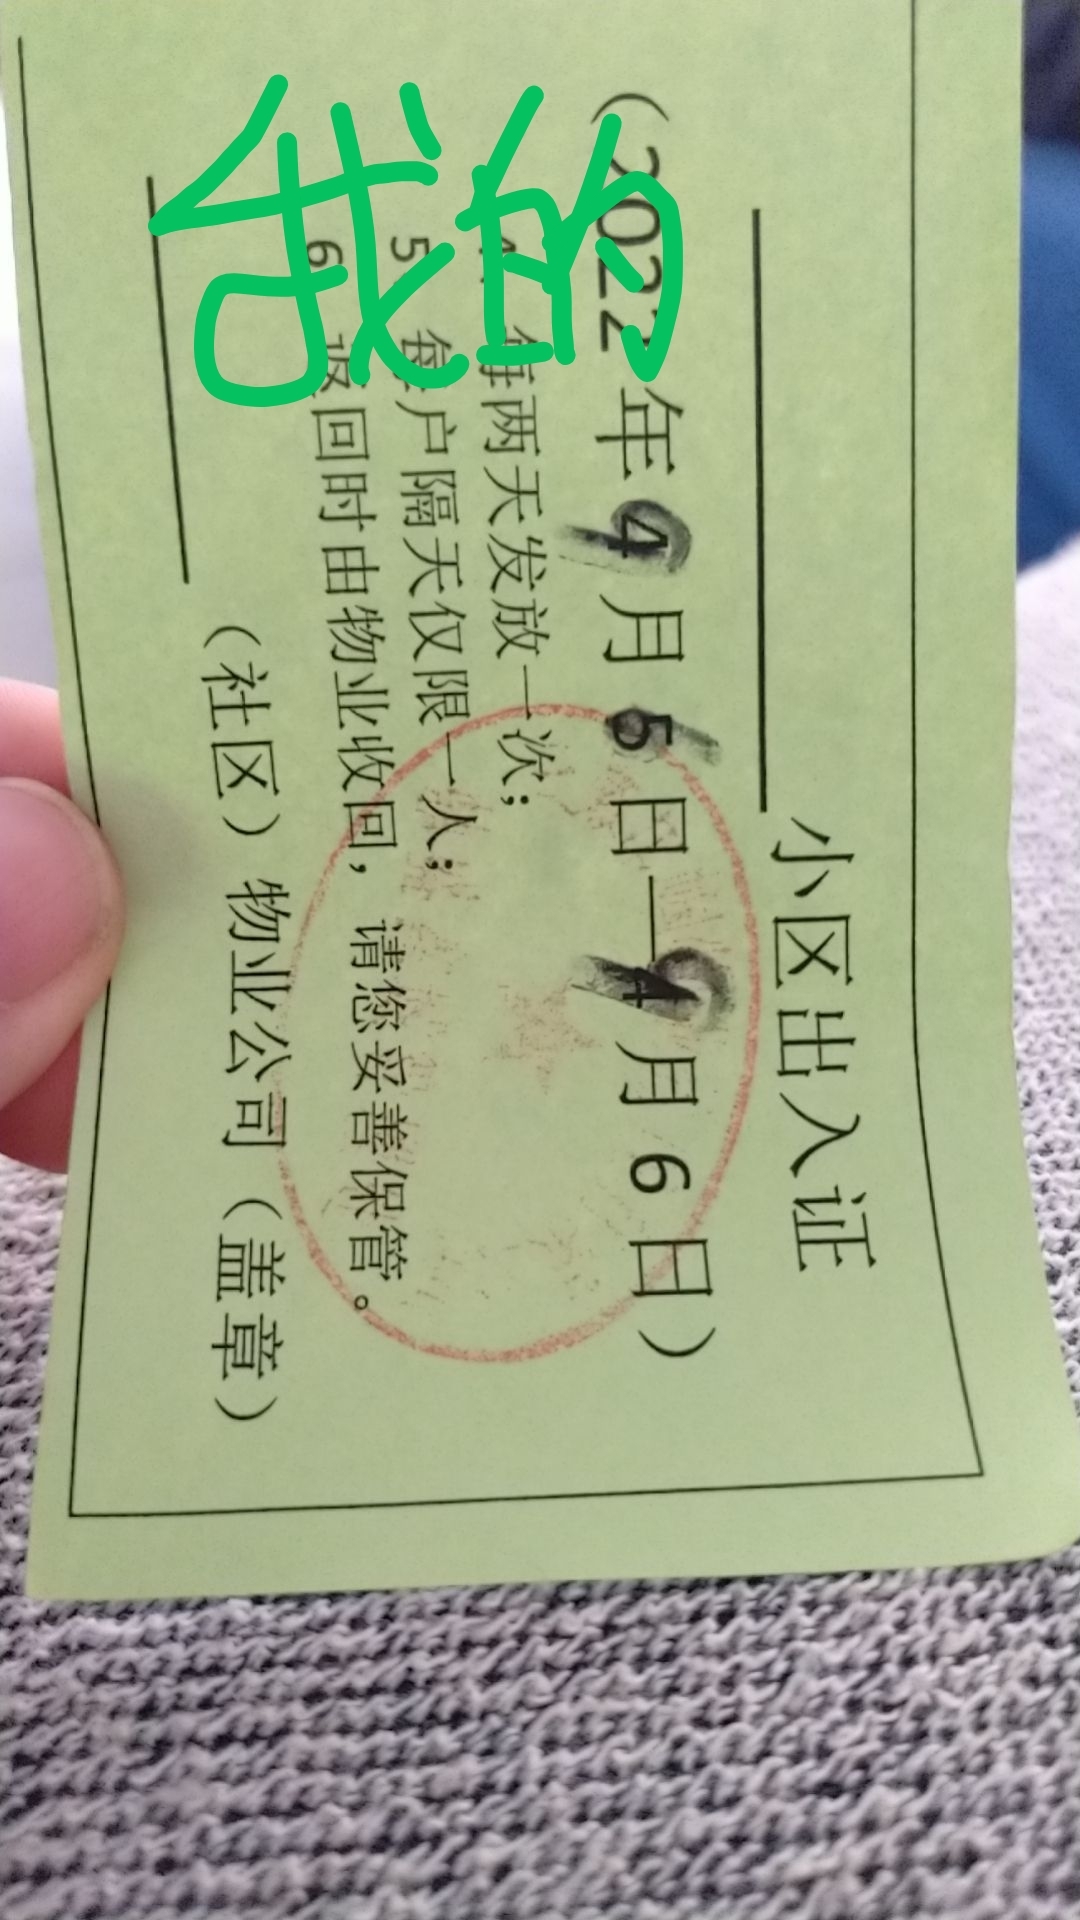 我的
小区出入证
（2022年4月5日—4月6日）
4、每两天发放一次；
5、每户隔天仅限一人；
6、返回时由物业收回，请您妥善保管。
（社区）物业公司（盖章）